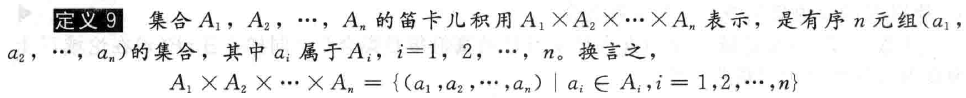 定义 9 集合 A₁, A₂, …, Aₙ 的笛卡儿积用 A₁×A₂×⋯×Aₙ 表示，是有序 n 元组(a₁,
a₂, …, aₙ)的集合，其中 aᵢ 属于 Aᵢ, i=1, 2, …, n。换言之，
A₁×A₂×⋯×Aₙ = {(a₁,a₂,⋯,aₙ) | aᵢ ∈ Aᵢ,i = 1,2,⋯,n}